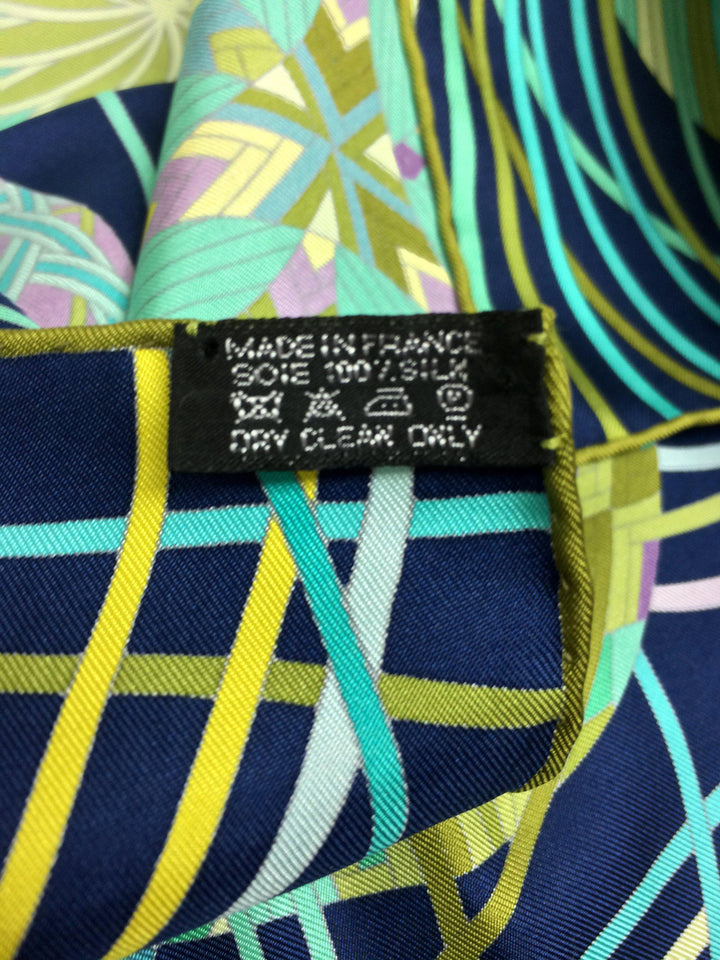 MADE IN FRANCE
SOIE 100% SILK
DRY CLEAN ONLY